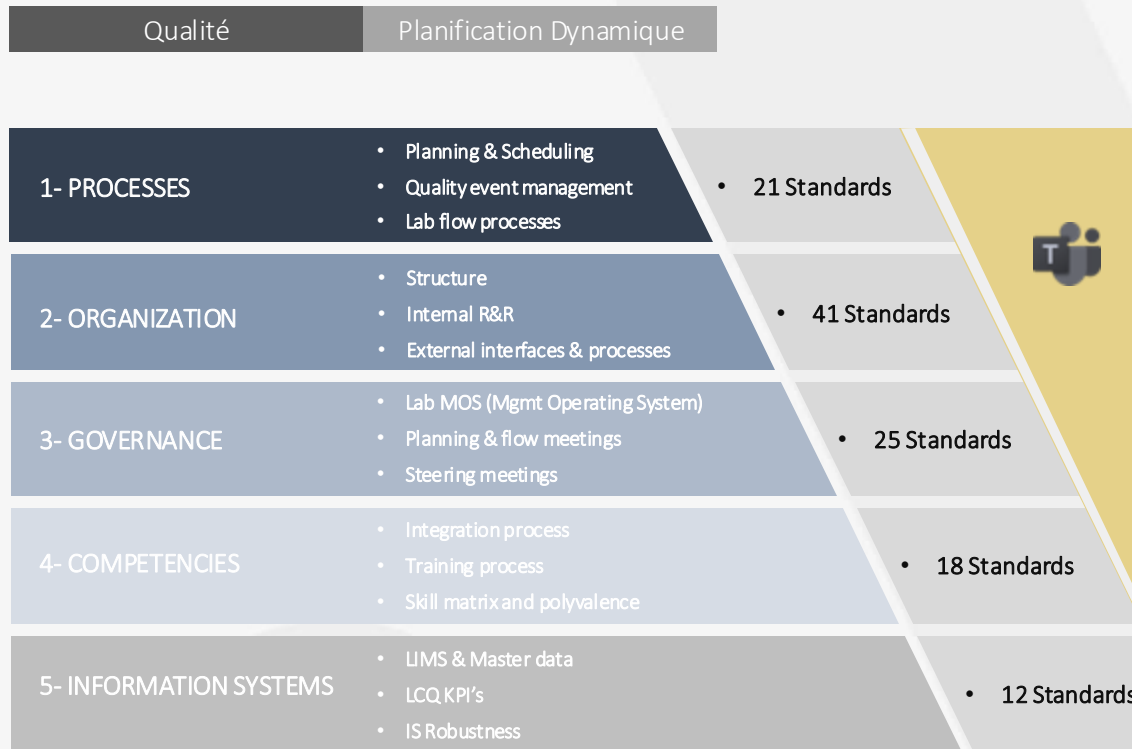 Qualité
Planification Dynamique
1- PROCESSES
• Planning & Scheduling
• Quality event management
• Lab flow processes
• 21 Standards
T
2- ORGANIZATION
• Structure
• Internal R&R
• External interfaces & processes
• 41 Standards
3- GOVERNANCE
• Lab MOS (Mgmt Operating System)
• Planning & flow meetings
• Steering meetings
• 25 Standards
4- COMPETENCIES
• Integration process
• Training process
• Skill matrix and polyvalence
• 18 Standards
5- INFORMATION SYSTEMS
• LIMS & Master data
• LCQ KPI’s
• IS Robustness
• 12 Standards